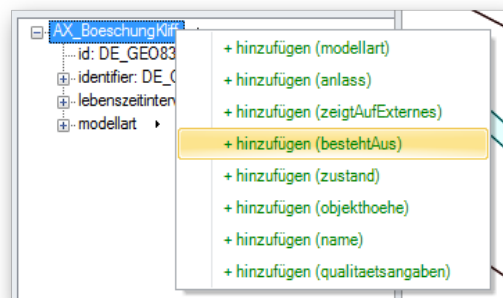 AX_BoeschungKliff
id: DE_GEO83
identifier: DE_
lebenszeitinterv
modellart
+ hinzufügen (modellart)
+ hinzufügen (anlass)
+ hinzufügen (zeigtAufExternes)
+ hinzufügen (bestehtAus)
+ hinzufügen (zustand)
+ hinzufügen (objekthoehe)
+ hinzufügen (name)
+ hinzufügen (qualitaetsangaben)